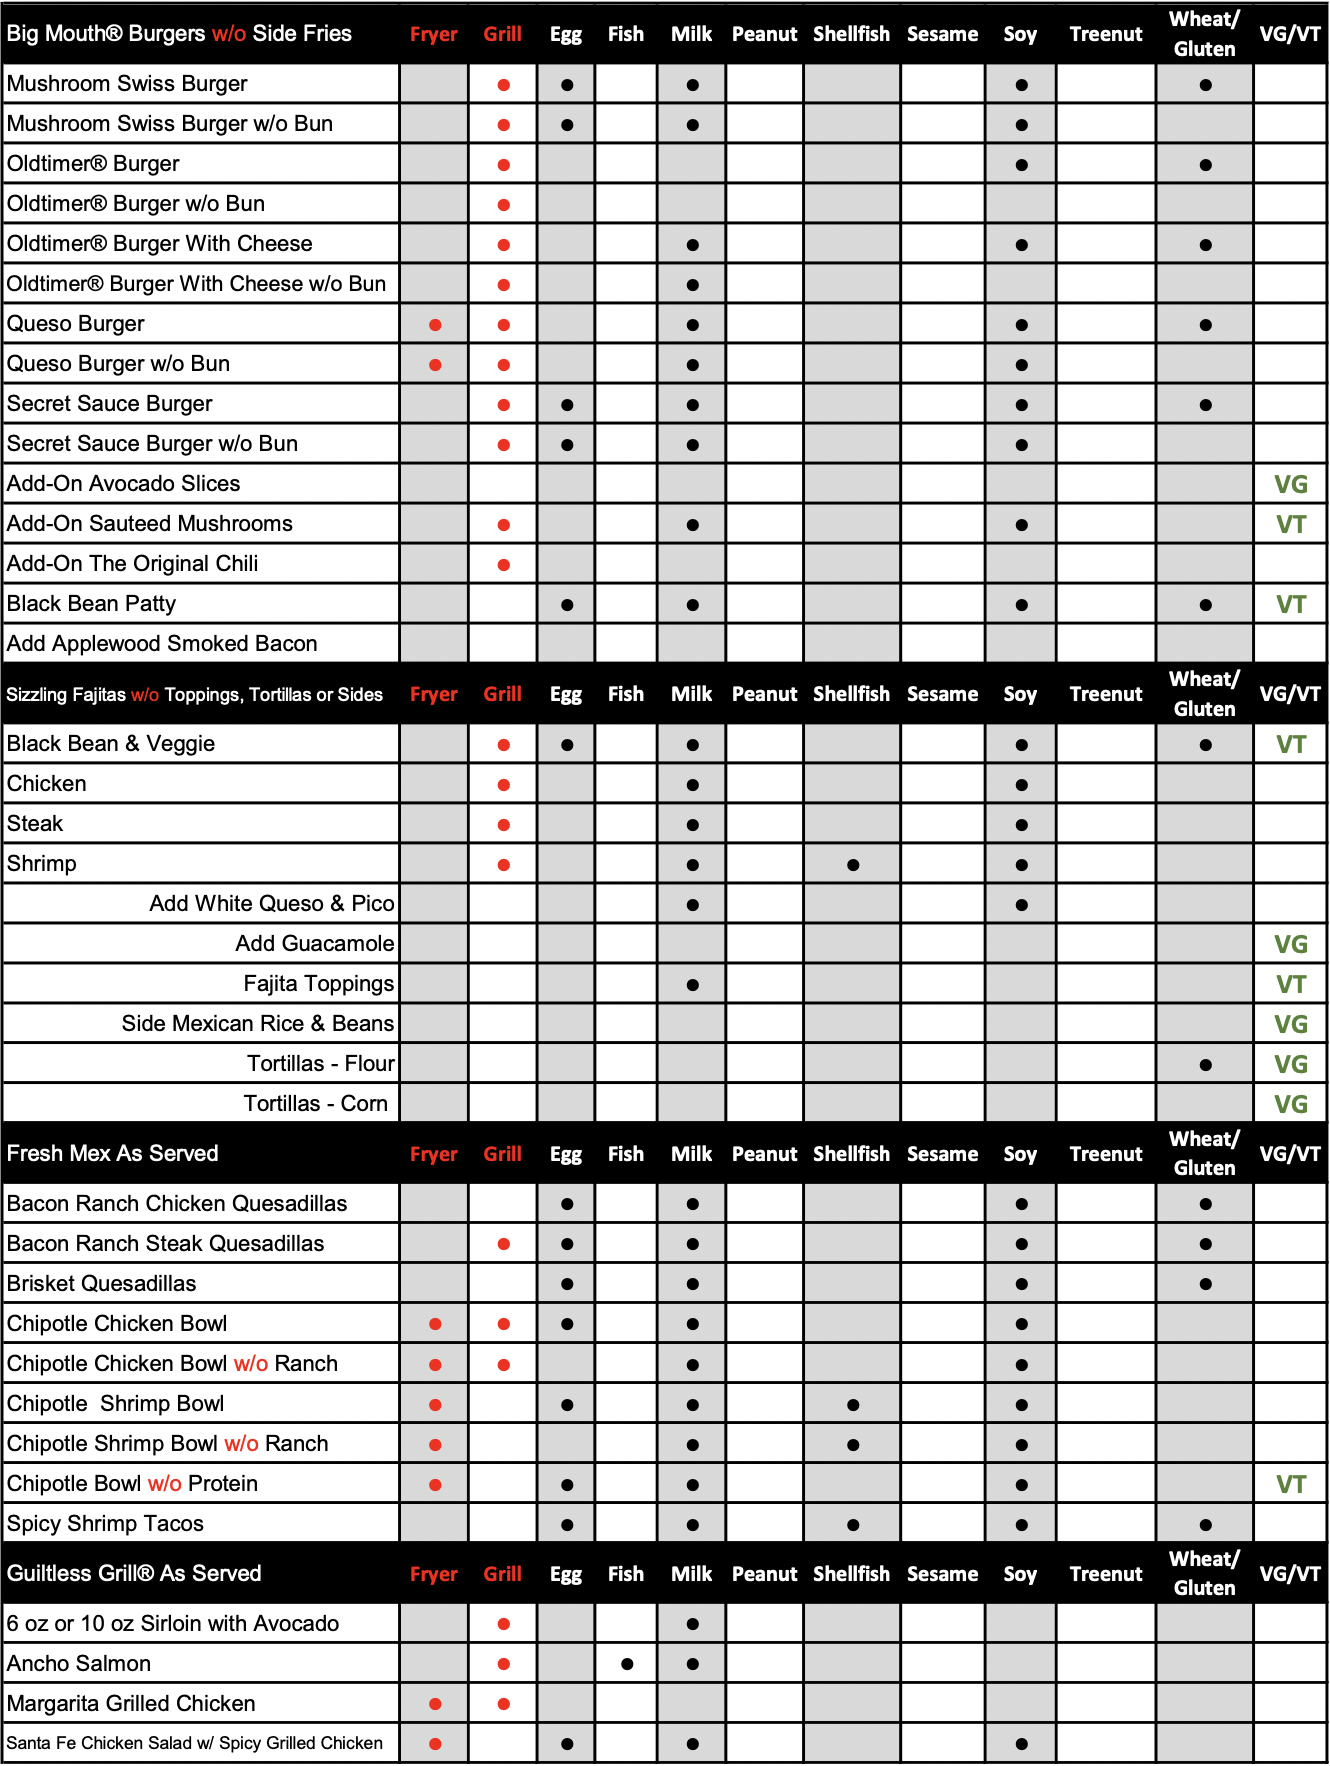 Big Mouth® Burgers w/o Side Fries Fryer Grill Egg Fish Milk Peanut Shellfish Sesame Soy Treenut Wheat/ Gluten VG/VT
Mushroom Swiss Burger ● ● ● ● ●
Mushroom Swiss Burger w/o Bun ● ● ● ●
Oldtimer® Burger ● ● ●
Oldtimer® Burger w/o Bun ●
Oldtimer® Burger With Cheese ● ● ● ●
Oldtimer® Burger With Cheese w/o Bun ● ●
Queso Burger ● ● ● ● ●
Queso Burger w/o Bun ● ● ● ●
Secret Sauce Burger ● ● ● ● ●
Secret Sauce Burger w/o Bun ● ● ● ●
Add-On Avocado Slices VG
Add-On Sauteed Mushrooms ● ● ● VT
Add-On The Original Chili ●
Black Bean Patty ● ● ● ● VT
Add Applewood Smoked Bacon
Sizzling Fajitas w/o Toppings, Tortillas or Sides Fryer Grill Egg Fish Milk Peanut Shellfish Sesame Soy Treenut Wheat/ Gluten VG/VT
Black Bean & Veggie ● ● ● ● ● VT
Chicken ● ● ●
Steak ● ● ●
Shrimp ● ● ● ●
Add White Queso & Pico ● ●
Add Guacamole VG
Fajita Toppings ● VT
Side Mexican Rice & Beans VG
Tortillas - Flour ● VG
Tortillas - Corn VG
Fresh Mex As Served Fryer Grill Egg Fish Milk Peanut Shellfish Sesame Soy Treenut Wheat/ Gluten VG/VT
Bacon Ranch Chicken Quesadillas ● ● ● ●
Bacon Ranch Steak Quesadillas ● ● ● ● ●
Brisket Quesadillas ● ● ● ●
Chipotle Chicken Bowl ● ● ● ● ●
Chipotle Chicken Bowl w/o Ranch ● ● ● ●
Chipotle Shrimp Bowl ● ● ● ● ●
Chipotle Shrimp Bowl w/o Ranch ● ● ● ●
Chipotle Bowl w/o Protein ● ● ● ● VT
Spicy Shrimp Tacos ● ● ● ● ●
Guiltless Grill® As Served Fryer Grill Egg Fish Milk Peanut Shellfish Sesame Soy Treenut Wheat/ Gluten VG/VT
6 oz or 10 oz Sirloin with Avocado ● ●
Ancho Salmon ● ● ●
Margarita Grilled Chicken ● ●
Santa Fe Chicken Salad w/ Spicy Grilled Chicken ● ● ● ●